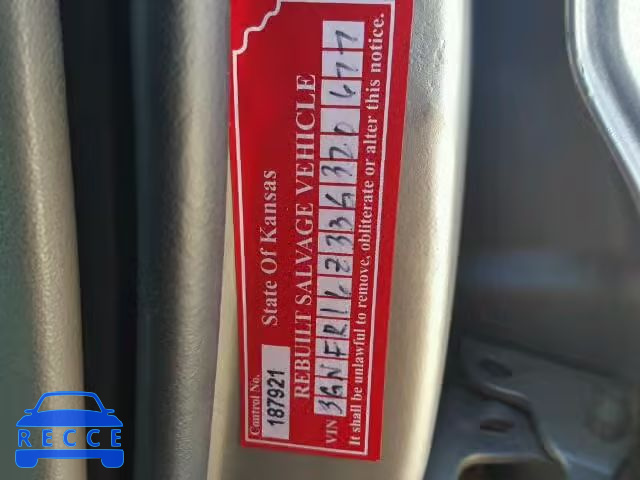 Control No.
187921
State Of Kansas
REBUILT SALVAGE VEHICLE
VIN 3GNFK16Z33G320677
It shall be unlawful to remove, obliterate or alter this notice.
RECCE